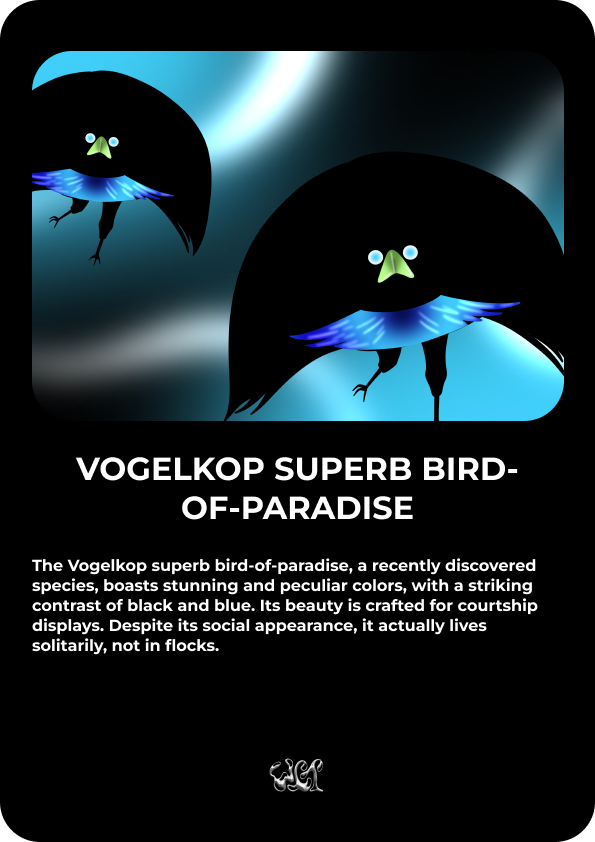 VOGELKOP SUPERB BIRD-
OF-PARADISE
The Vogelkop superb bird-of-paradise, a recently discovered
species, boasts stunning and peculiar colors, with a striking
contrast of black and blue. Its beauty is crafted for courtship
displays. Despite its social appearance, it actually lives
solitarily, not in flocks.